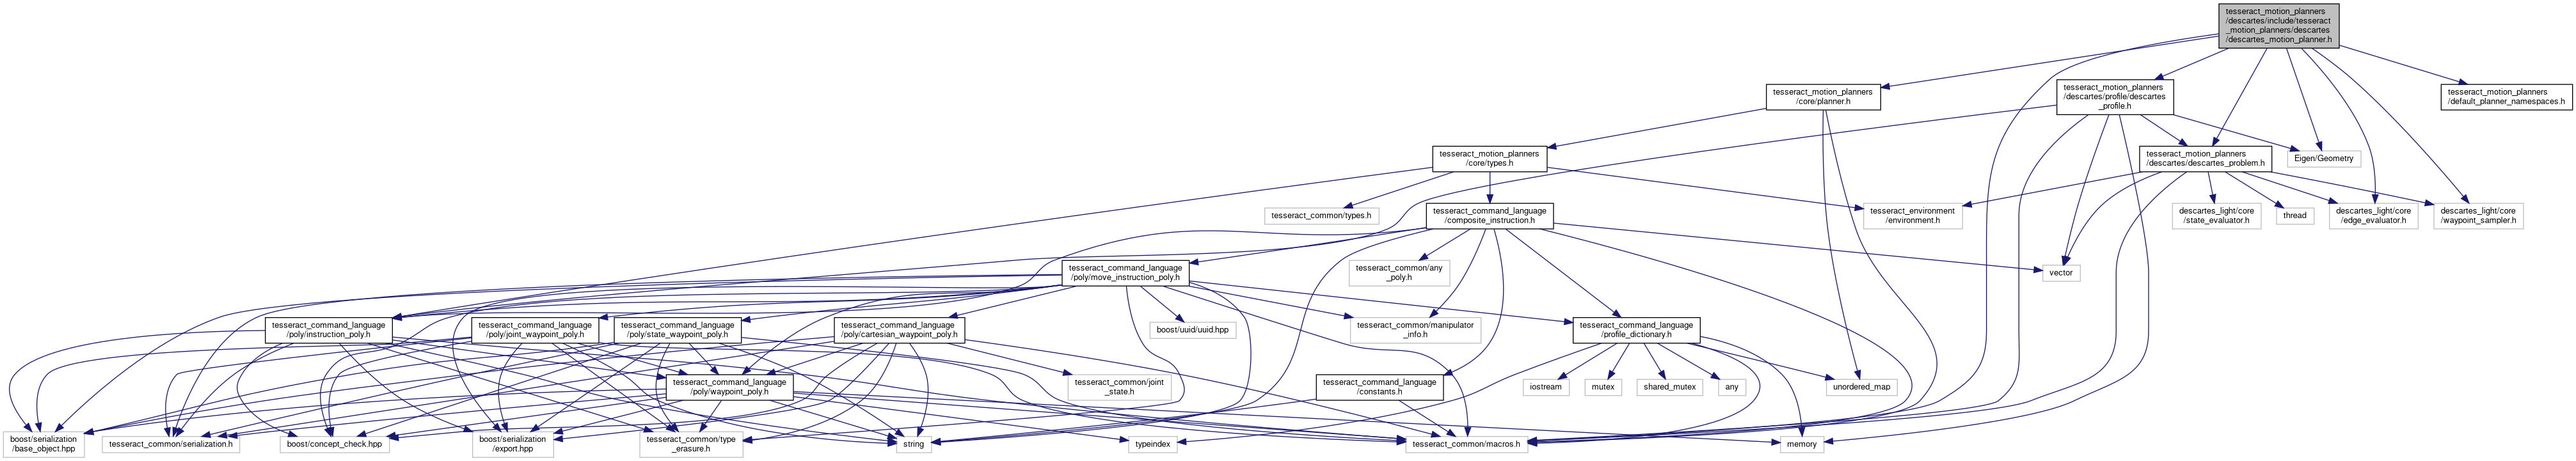 tesseract_motion_planners
/descartes/include/tesseract
_motion_planners/descartes
/descartes_motion_planner.h
tesseract_motion_planners
/core/planner.h
tesseract_motion_planners
/descartes/profile/descartes
_profile.h
tesseract_motion_planners
/default_planner_namespaces.h
tesseract_motion_planners
/core/types.h
tesseract_motion_planners
/descartes/descartes_problem.h
Eigen/Geometry
tesseract_common/types.h
tesseract_command_language
/composite_instruction.h
tesseract_environment
/environment.h
descartes_light/core
/state_evaluator.h
thread
descartes_light/core
/edge_evaluator.h
descartes_light/core
/waypoint_sampler.h
tesseract_command_language
/poly/move_instruction_poly.h
tesseract_common/any
_poly.h
vector
tesseract_command_language
/poly/instruction_poly.h
tesseract_command_language
/poly/joint_waypoint_poly.h
tesseract_command_language
/poly/state_waypoint_poly.h
tesseract_command_language
/poly/cartesian_waypoint_poly.h
boost/uuid/uuid.hpp
tesseract_common/manipulator
_info.h
tesseract_command_language
/profile_dictionary.h
tesseract_command_language
/poly/waypoint_poly.h
tesseract_common/joint
_state.h
tesseract_command_language
/constants.h
iostream
mutex
shared_mutex
any
unordered_map
boost/serialization
/base_object.hpp
tesseract_common/serialization.h
boost/concept_check.hpp
boost/serialization
/export.hpp
tesseract_common/type
_erasure.h
string
typeindex
tesseract_common/macros.h
memory